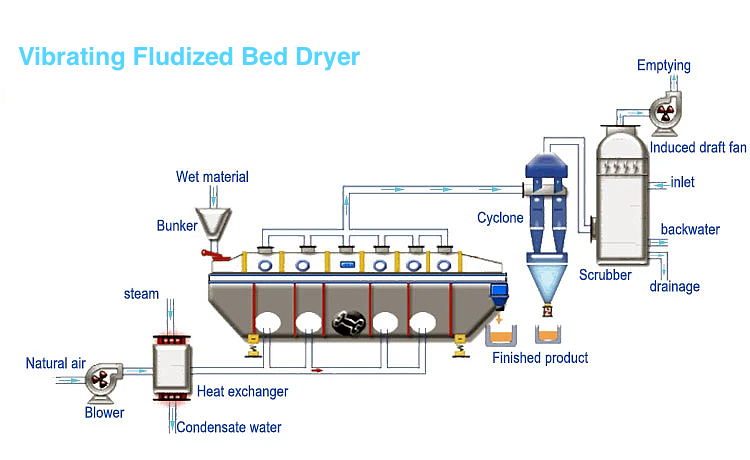 Vibrating Fludized Bed Dryer
Emptying
Induced draft fan
Wet material
inlet
Bunker
Cyclone
backwater
Scrubber
drainage
steam
Finished product
Natural air
Heat exchanger
Blower
Condensate water